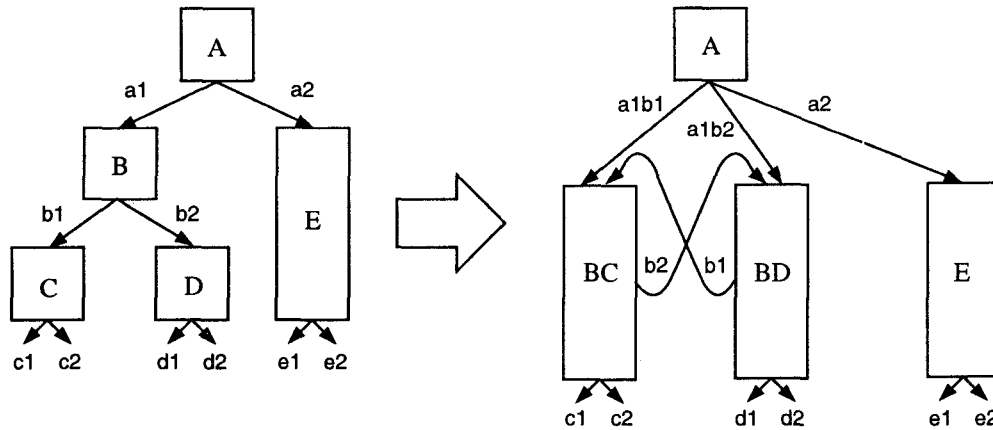 A
a1 a2
B
E
b1 b2
C D
c1 c2 d1 d2 e1 e2
A
a1b1 a1b2 a2
BC b2 b1 BD E
c1 c2 d1 d2 e1 e2